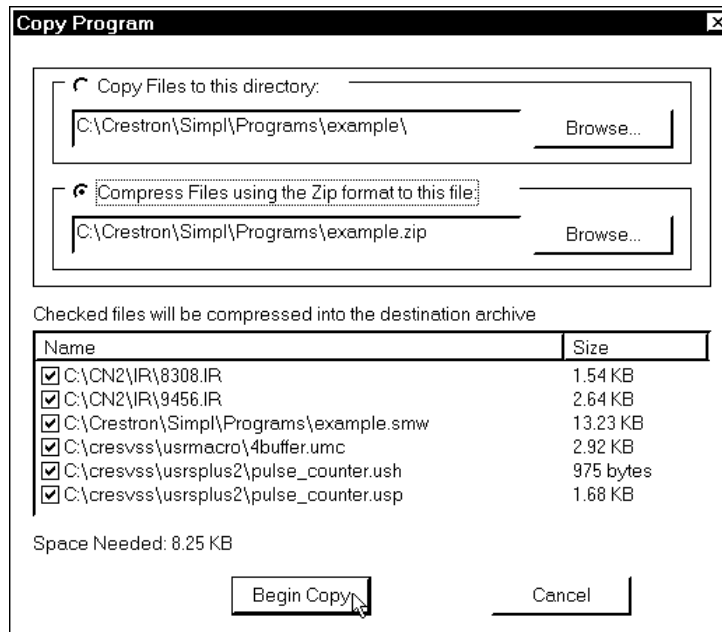 Copy Program
Copy Files to this directory:
C:\Crestron\Simpl\Programs\example\
Browse...
Compress Files using the Zip format to this file:
C:\Crestron\Simpl\Programs\example.zip
Browse...
Checked files will be compressed into the destination archive
Name Size
C:\CN2\IR\8308.IR 1.54 KB
C:\CN2\IR\9456.IR 2.64 KB
C:\Crestron\Simpl\Programs\example.smw 13.23 KB
C:\cresvss\usrmacro\4buffer.umc 2.92 KB
C:\cresvss\usrsplus2\pulse_counter.ush 975 bytes
C:\cresvss\usrsplus2\pulse_counter.usp 1.68 KB
Space Needed: 8.25 KB
Begin Copy Cancel